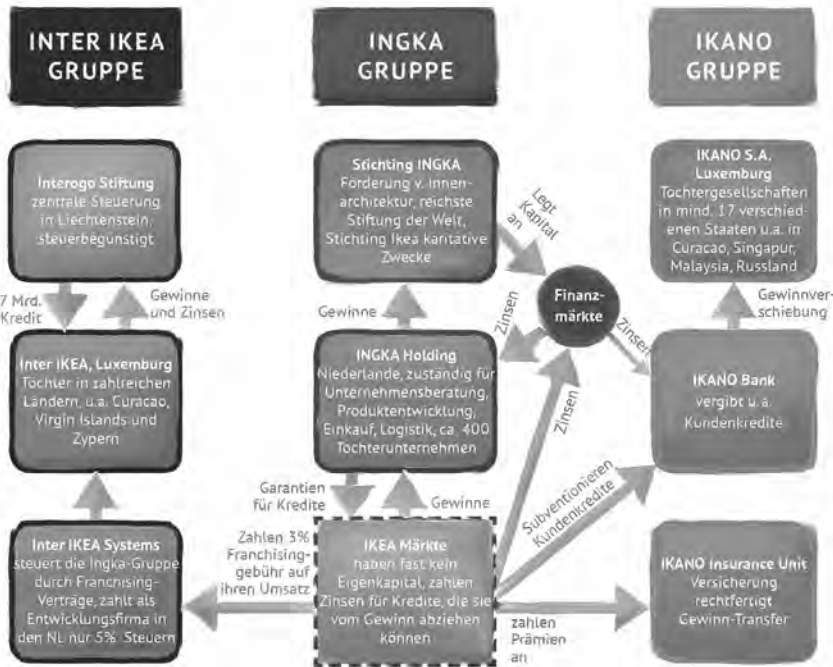 INTER IKEA
GRUPPE
INGKA
GRUPPE
IKANO
GRUPPE
Interogo Stiftung
zentrale Steuerung
in Liechtenstein,
steuerbegünstigt
Stichting INGKA
Förderung v. Innen-
architektur, reichste
Stiftung der Welt,
Stichting Ikea karitative
Zwecke
IKANO S.A.
Luxemburg
Tochtergesellschaften
in mind. 17 verschied-
enen Staaten u.a. in
Curacao, Singapur,
Malaysia, Russland
Legt
Kapital
an
7 Mrd.
Kredit
Gewinne
und Zinsen
Gewinne
Zinsen
Finanz-
märkte
Zinsen
Gewinnver-
schiebung
Inter IKEA, Luxemburg
Töchter in zahlreichen
Ländern, u.a. Curacao,
Virgin Islands und
Zypern
INGKA Holding
Niederlande, zuständig für
Unternehmensberatung,
Produktentwicklung,
Einkauf, Logistik, ca. 400
Tochterunternehmen
Zinsen
IKANO Bank
vergibt u.a.
Kundenkredite
Garantien
für Kredite
Gewinne
Subventionieren
Kundenkredite
Inter IKEA Systems
steuert die Ingka-Gruppe
durch Franchising-
Verträge, zahlt als
Entwicklungsfirma in
den NL nur 5% Steuern
Zahlen 3%
Franchising-
gebühr auf
ihren Umsatz
IKEA Märkte
haben fast kein
Eigenkapital, zahlen
Zinsen für Kredite, die sie
vom Gewinn abziehen
können
zahlen
Prämien
an
IKANO Insurance Unit
Versicherung
rechtfertigt
Gewinn-Transfer